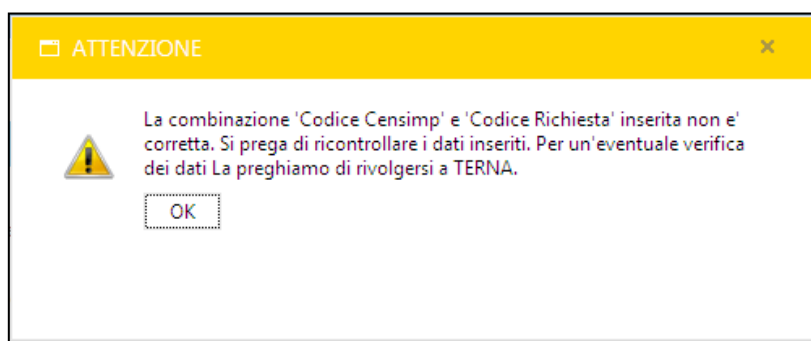 ATTENZIONE
La combinazione 'Codice Censimp' e 'Codice Richiesta' inserita non e'
corretta. Si prega di ricontrollare i dati inseriti. Per un'eventuale verifica
dei dati La preghiamo di rivolgersi a TERNA.
OK